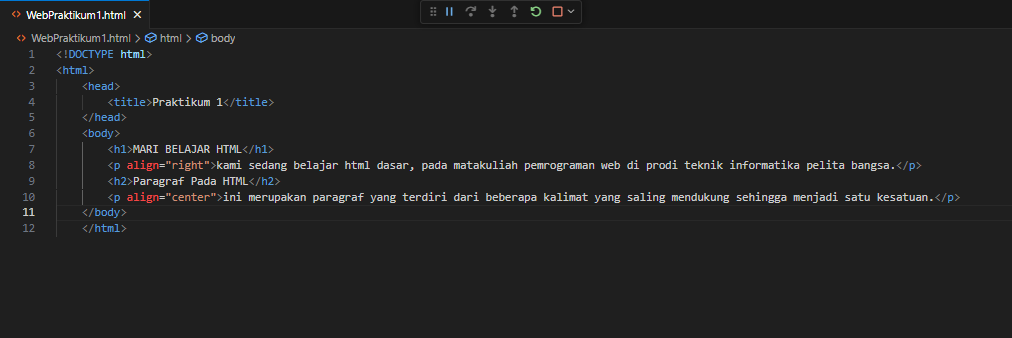 WebPraktikum1.html
WebPraktikum1.html > html > body
1 <!DOCTYPE html>
2 <html>
3     <head>
4         <title>Praktikum 1</title>
5     </head>
6     <body>
7         <h1>MARI BELAJAR HTML</h1>
8         <p align="right">kami sedang belajar html dasar, pada matakuliah pemrograman web di prodi teknik informatika pelita bangsa.</p>
9         <h2>Paragraf Pada HTML</h2>
10         <p align="center">ini merupakan paragraf yang terdiri dari beberapa kalimat yang saling mendukung sehingga menjadi satu kesatuan.</p>
11     </body>
12     </html>